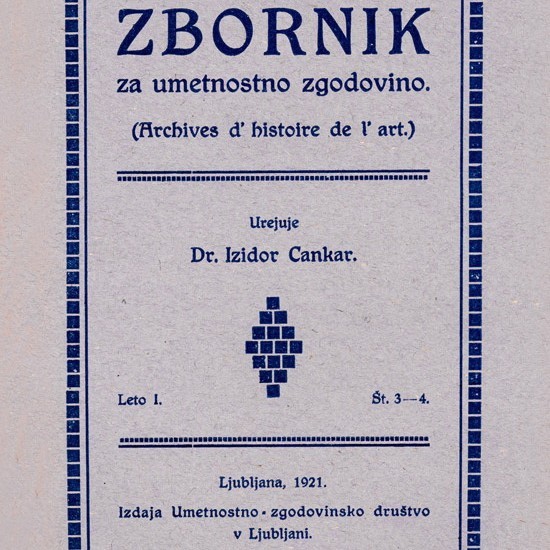 ZBORNIK
za umetnostno zgodovino.
(Archives d' histoire de l' art.)
Urejuje
Dr. Izidor Cankar.
Leto I.
Št. 3—4.
Ljubljana, 1921.
Izdaja Umetnostno-zgodovinsko društvo
v Ljubljani.